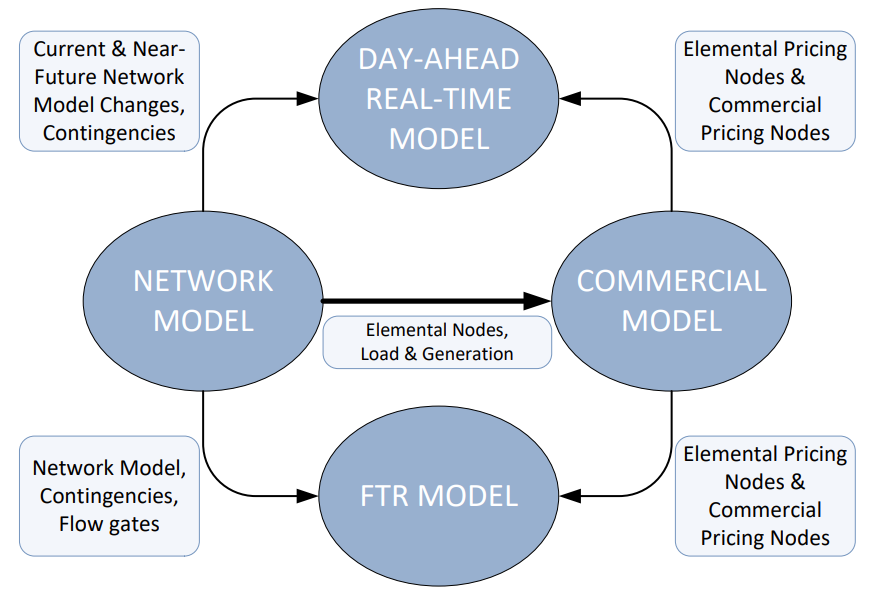 Current & Near-
Future Network
Model Changes,
Contingencies
DAY-AHEAD
REAL-TIME
MODEL
Elemental Pricing
Nodes &
Commercial
Pricing Nodes
NETWORK
MODEL
Elemental Nodes,
Load & Generation
COMMERCIAL
MODEL
Network Model,
Contingencies,
Flow gates
FTR MODEL
Elemental Pricing
Nodes &
Commercial
Pricing Nodes